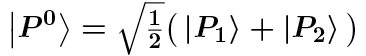 |P⁰⟩ = √½( |P₁⟩ + |P₂⟩ )